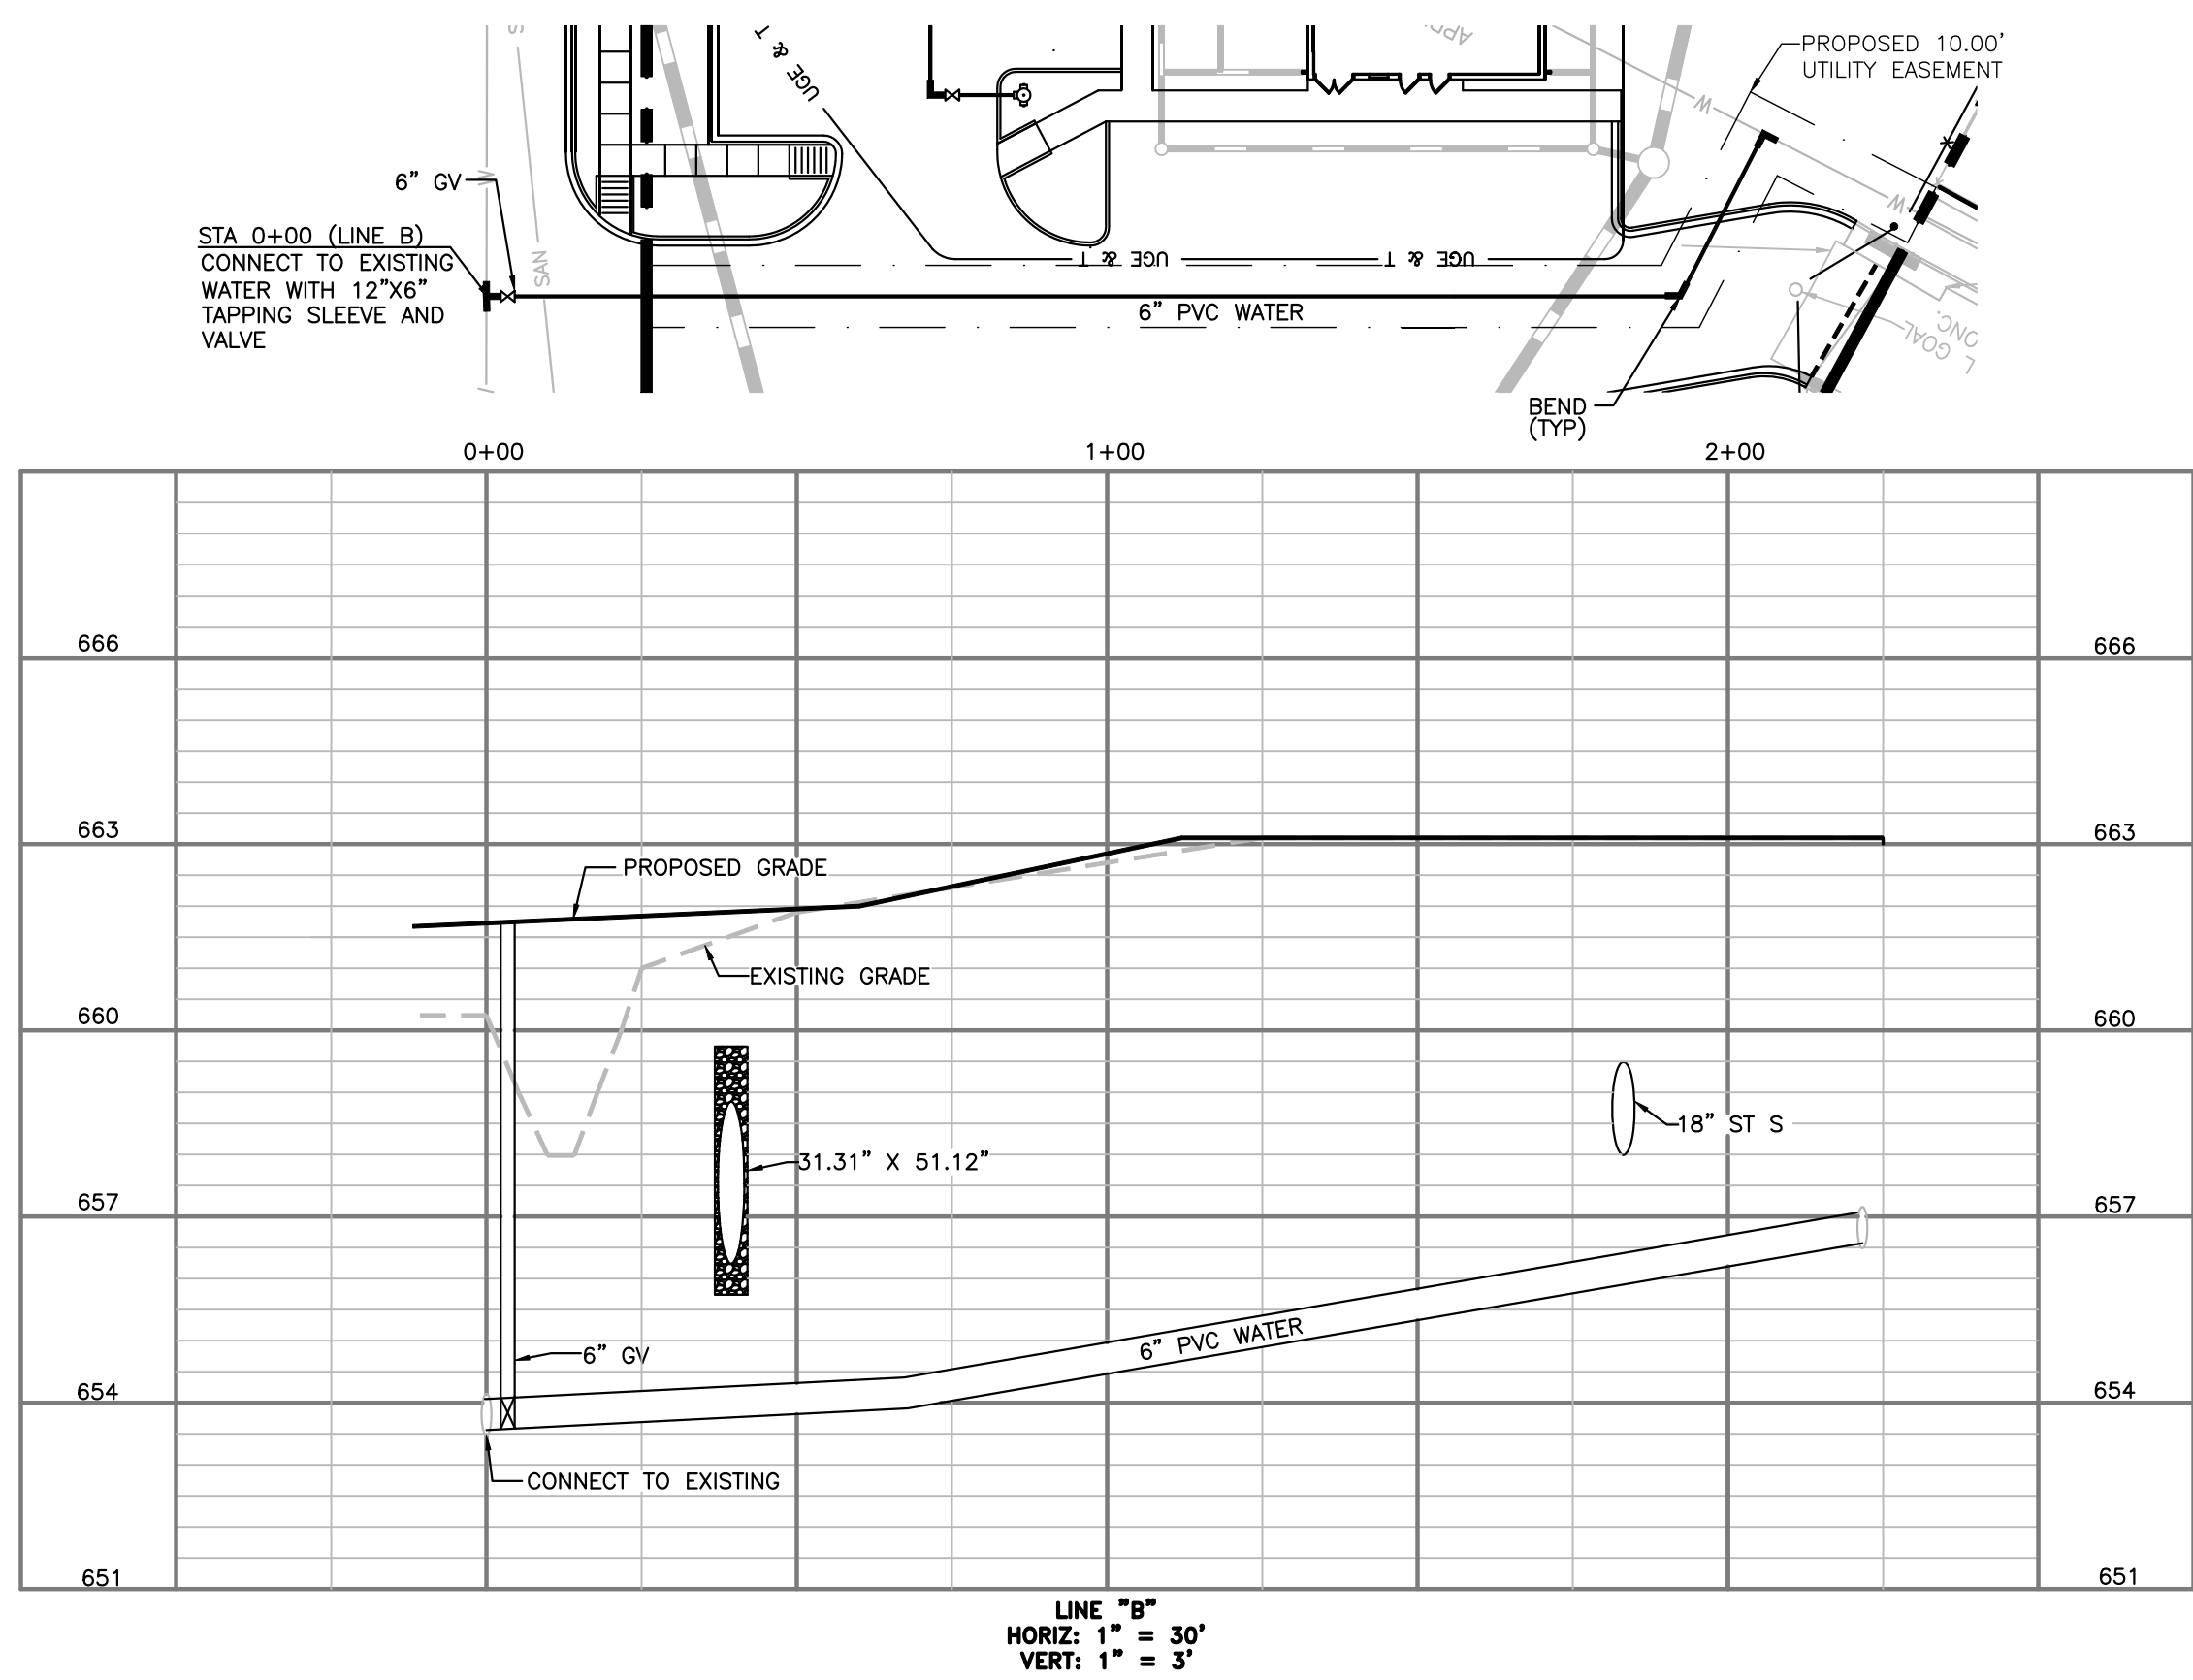 S
UGE & T
APP
PROPOSED 10.00'
UTILITY EASEMENT
W
W
6" GV
W
STA 0+00 (LINE B)
CONNECT TO EXISTING
WATER WITH 12"X6"
TAPPING SLEEVE AND
VALVE
SAN
UGE & T
UGE & T
6" PVC WATER
CONC.
L GOAL
BEND
(TYP)
0+00 1+00 2+00
666 666
663 663
PROPOSED GRADE
EXISTING GRADE
660 660
18" ST S
31.31" X 51.12"
657 657
6" PVC WATER
6" GV
654 654
CONNECT TO EXISTING
651 651
LINE "B"
HORIZ: 1" = 30'
VERT: 1" = 3'